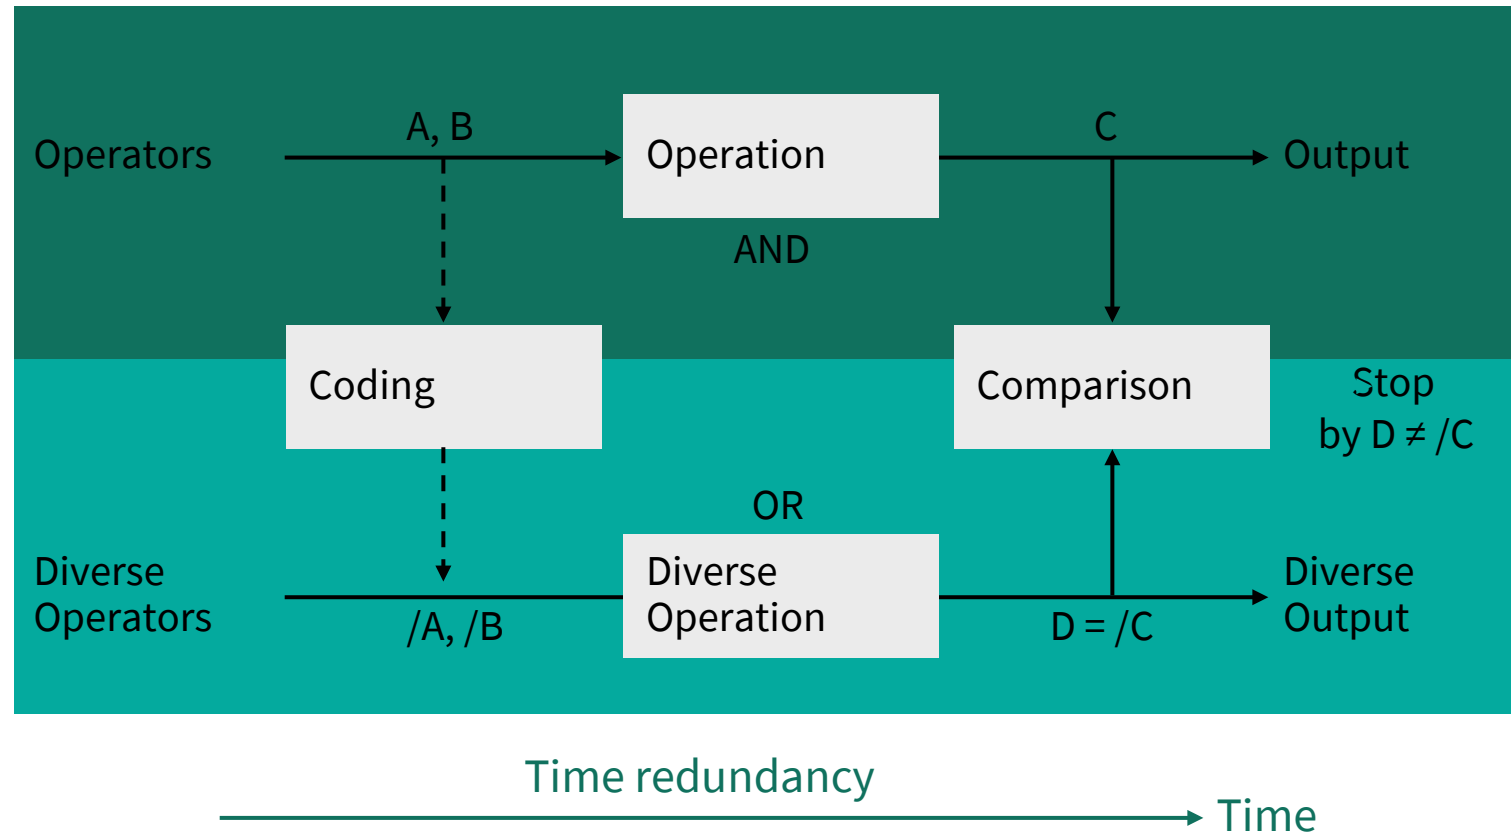 A, B
C
Operators
Operation
Output
AND
Coding
Comparison
Stop
by D ≠ /C
OR
Diverse
Operators
Diverse
Operation
Diverse
Output
/A, /B
D = /C
Time redundancy
Time